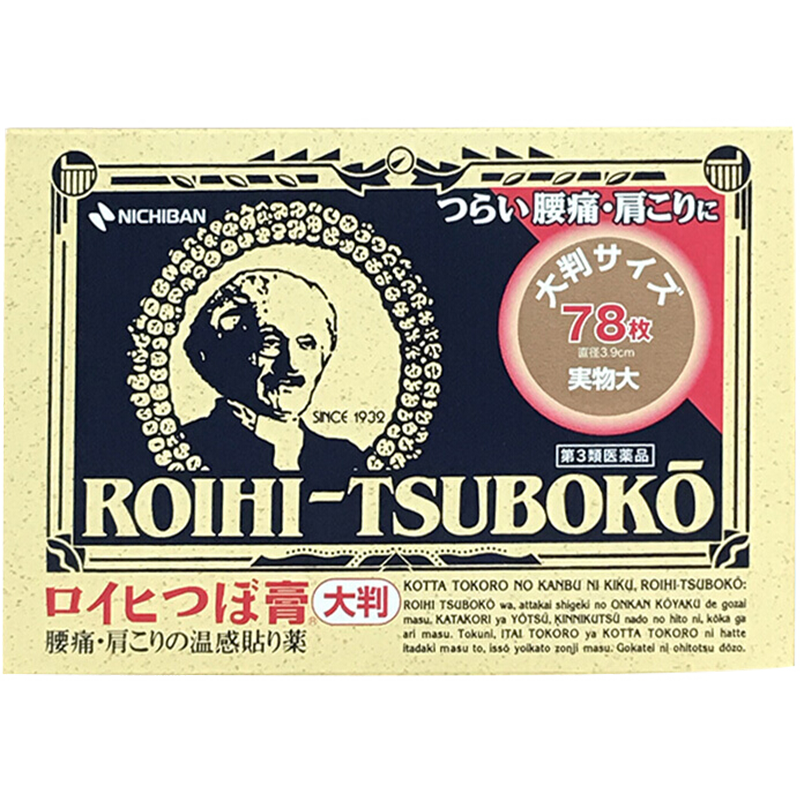 NICHIBAN
つらい腰痛・肩こりに
大判サイズ
78枚
直径3.9cm
実物大
SINCE 1932
第3類医薬品
ROIHI-TSUBOKŌ
ロイヒつぼ膏® 大判
腰痛・肩こりの温感貼り薬
KOTTA TOKORO NO KANBU NI KIKU, ROIHI-TSUBOKŌ:
ROIHI TSUBOKŌ wa, attakai shigeki no ONKAN KŌYAKU de gozai
masu. KATAKORI ya YŌTSŪ, KINNIKUTSŪ nado no hito ni, kōka ga
ari masu. Tokuni, ITAI TOKORO ya KOTTA TOKORO ni hatte
itadaki masu to, issō yoikato zonji masu. Gokatei ni ohitotsu dōzo.